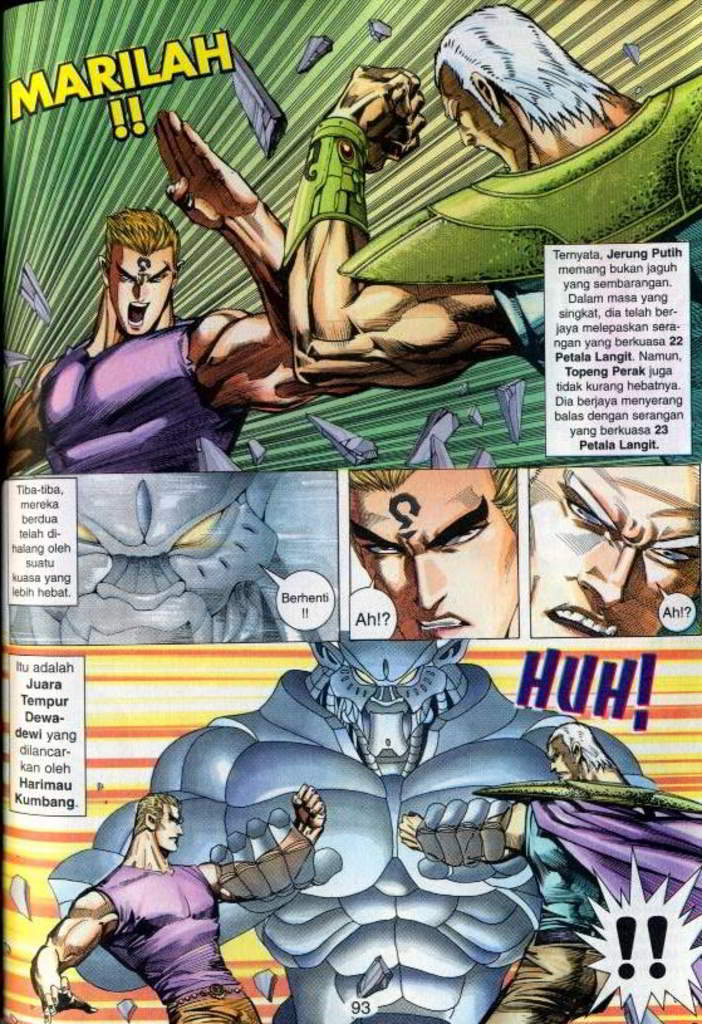 MARILAH
!!
Ternyata, Jerung Putih
memang bukan jaguh
yang sembarangan.
Dalam masa yang
singkat, dia telah ber-
jaya melepaskan sera-
ngan yang berkuasa 22
Petala Langit. Namun,
Topeng Perak juga
tidak kurang hebatnya.
Dia berjaya menyerang
balas dengan serangan
yang berkuasa 23
Petala Langit.
Tiba-tiba,
mereka
berdua
telah di-
halang oleh
suatu
kuasa yang
lebih hebat.
Berhenti
!!
Ah!?
Ah!?
Itu adalah
Juara
Tempur
Dewa-
dewi yang
dilancar-
kan oleh
Harimau
Kumbang.
HUH!
!!
93